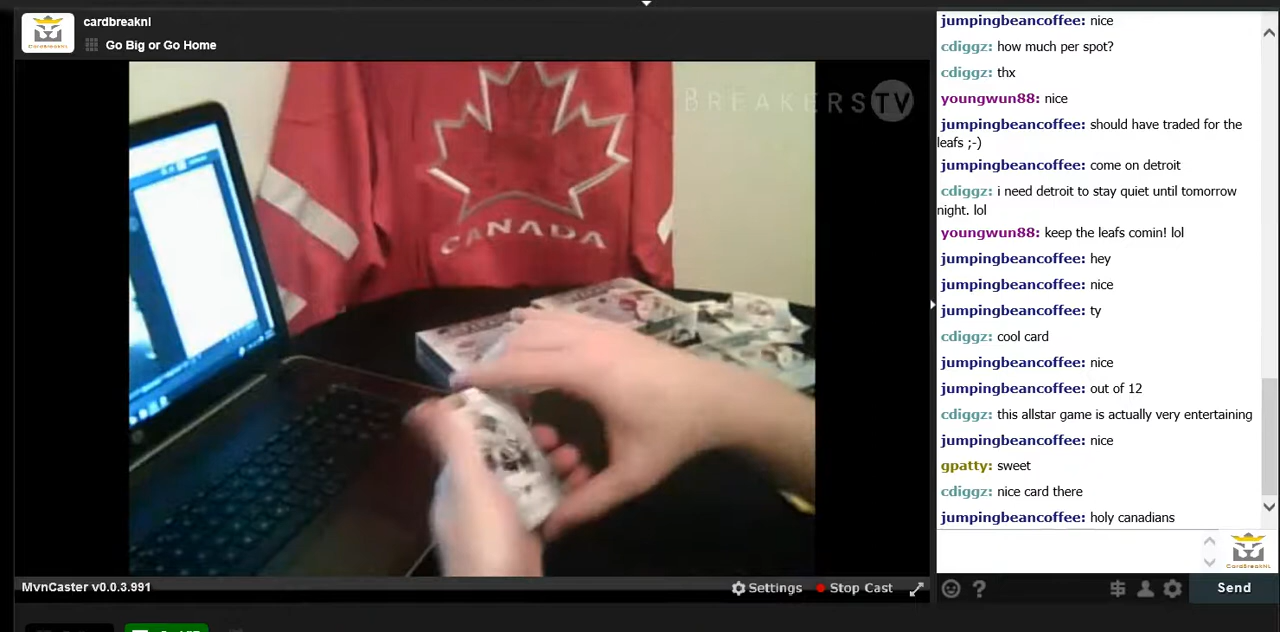 cardbreaknl
Go Big or Go Home
BREAKERS TV
CANADA
MvnCaster v0.0.3.991
Settings
Stop Cast
jumpingbeancoffee: nice
cdiggz: how much per spot?
cdiggz: thx
youngwun88: nice
jumpingbeancoffee: should have traded for the
leafs ;-)
jumpingbeancoffee: come on detroit
cdiggz: i need detroit to stay quiet until tomorrow
night. lol
youngwun88: keep the leafs comin! lol
jumpingbeancoffee: hey
jumpingbeancoffee: nice
jumpingbeancoffee: ty
cdiggz: cool card
jumpingbeancoffee: nice
jumpingbeancoffee: out of 12
cdiggz: this allstar game is actually very entertaining
jumpingbeancoffee: nice
gpatty: sweet
cdiggz: nice card there
jumpingbeancoffee: holy canadians
CARDBREAKNL
Send